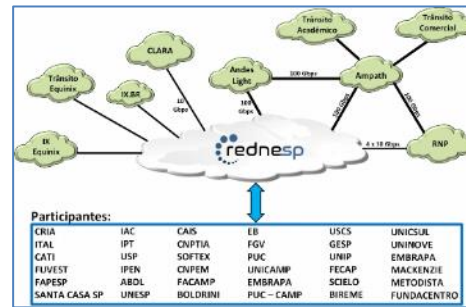 Trânsito
Acadêmico
Trânsito
Comercial
CLARA
Andes
Light
100 Gbps
Ampath
Trânsito
Equinix
IX.BR
10 Gbps
100 Gbps
100 Gbps
100 Gbps
IX
Equinix
rednesp
4 x 10 Gbps
RNP
Participantes:
CRIA IAC CAIS EB USCS UNICSUL
ITAL IPT CNPTIA FGV GESP UNINOVE
CATI USP SOFTEX PUC UNIP EMBRAPA
FUVEST IPEN CNPEM UNICAMP FECAP MACKENZIE
FAPESP ABDL FACAMP EMBRAPA SCIELO METODISTA
SANTA CASA SP UNESP BOLDRINI PUC – CAMP BIREME FUNDACENTRO